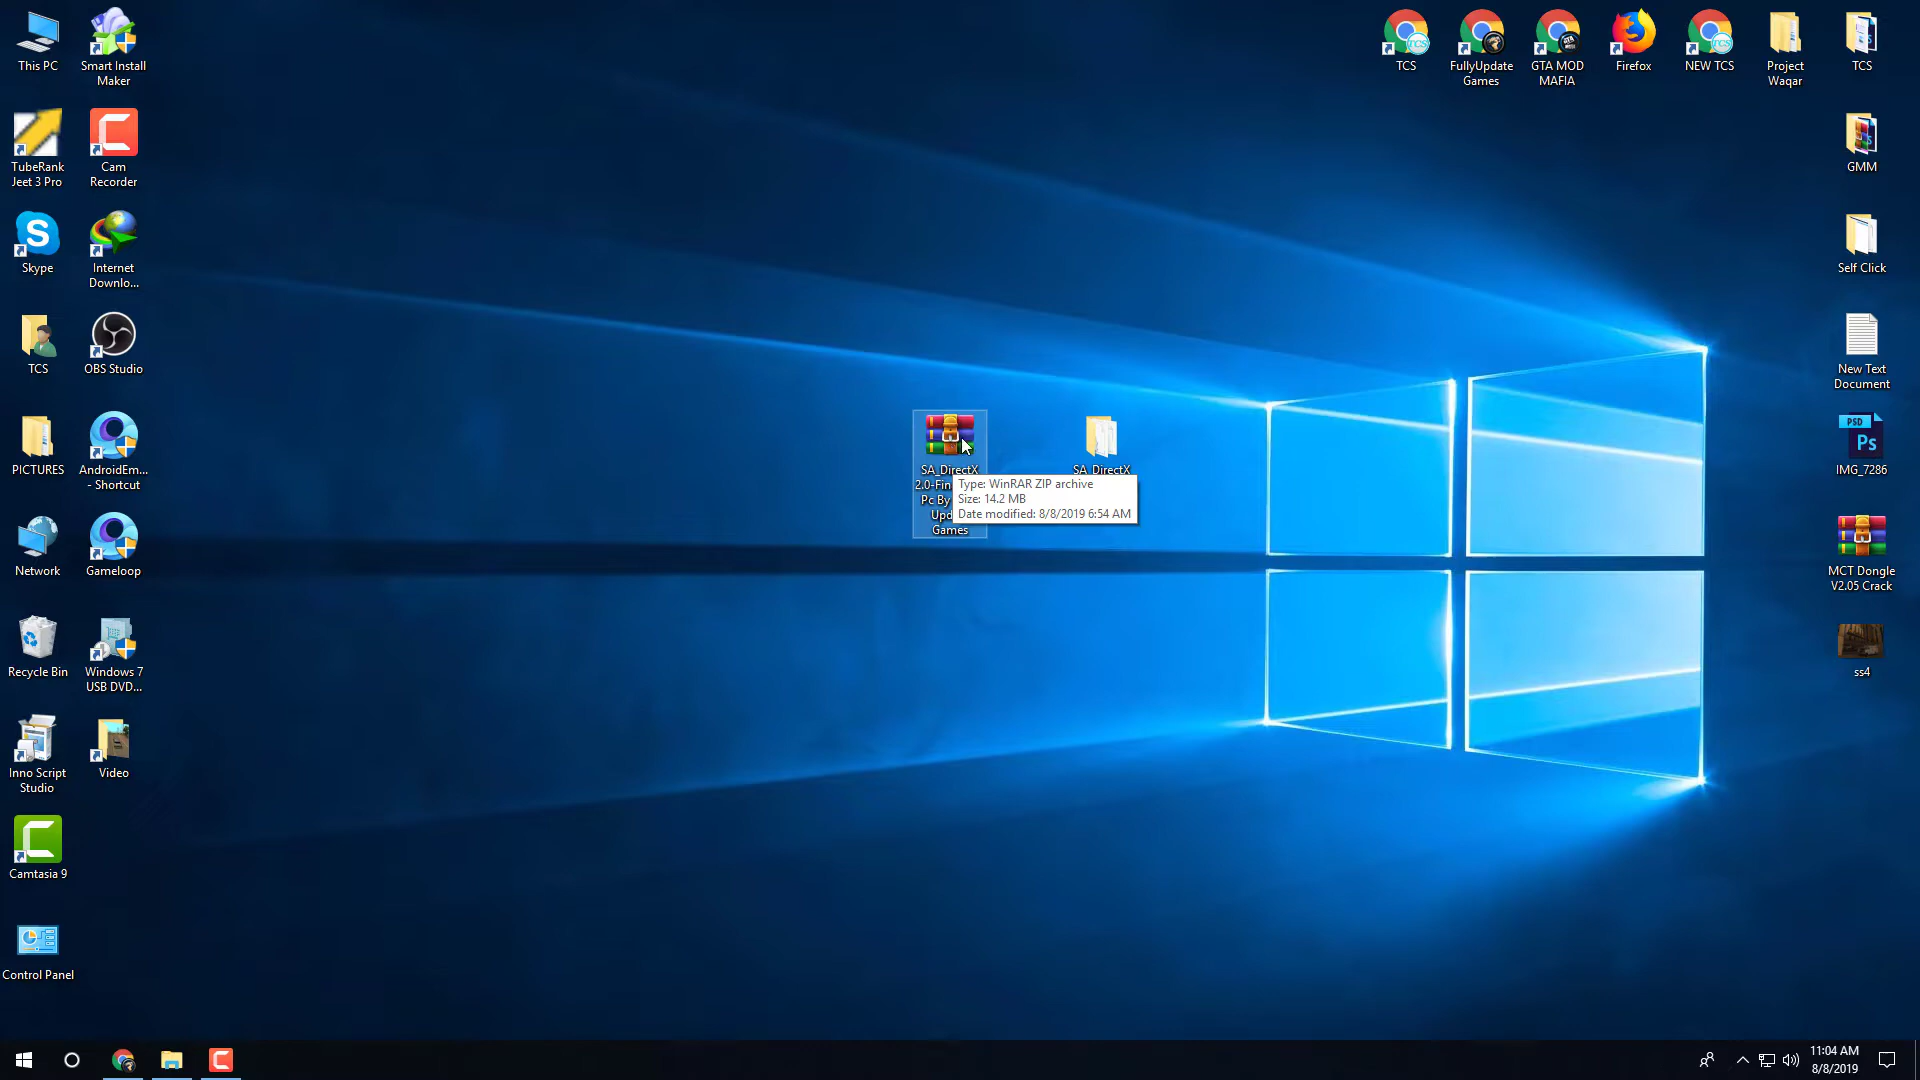 This PC
Smart Install
Maker
TubeRank
Jeet 3 Pro
Cam
Recorder
Skype
Internet
Downlo...
TCS
OBS Studio
PICTURES
AndroidEm...
- Shortcut
Network
Gameloop
Recycle Bin
Windows 7
USB DVD...
Inno Script
Studio
Video
Camtasia 9
Control Panel
SA_DirectX
2.0-Fin
Pc By
Upd
Games
SA_DirectX
Type: WinRAR ZIP archive
Size: 14.2 MB
Date modified: 8/8/2019 6:54 AM
TCS
FullyUpdate
Games
GTA MOD
MAFIA
Firefox
NEW TCS
Project
Waqar
TCS
GMM
Self Click
New Text
Document
PSD
Ps
IMG_7286
MCT Dongle
V2.05 Crack
ss4
11:04 AM
8/8/2019